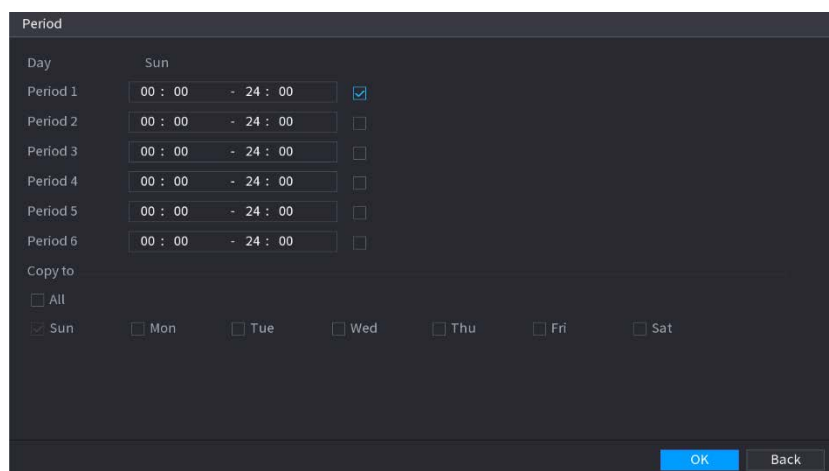 Period
Day Sun
Period 1 00 : 00 - 24 : 00
Period 2 00 : 00 - 24 : 00
Period 3 00 : 00 - 24 : 00
Period 4 00 : 00 - 24 : 00
Period 5 00 : 00 - 24 : 00
Period 6 00 : 00 - 24 : 00
Copy to
All
Sun Mon Tue Wed Thu Fri Sat
OK Back